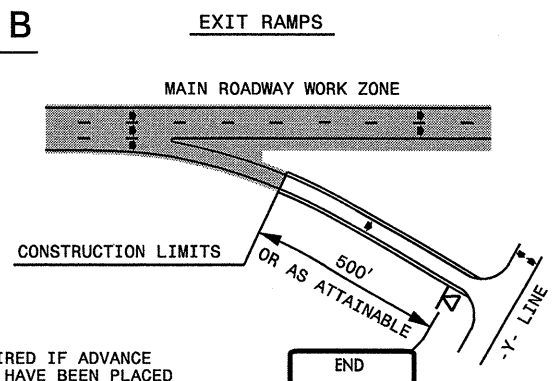 B
EXIT RAMPS
MAIN ROADWAY WORK ZONE
CONSTRUCTION LIMITS
500'
OR AS ATTAINABLE
-Y- LINE
IRED IF ADVANCE
HAVE BEEN PLACED
END